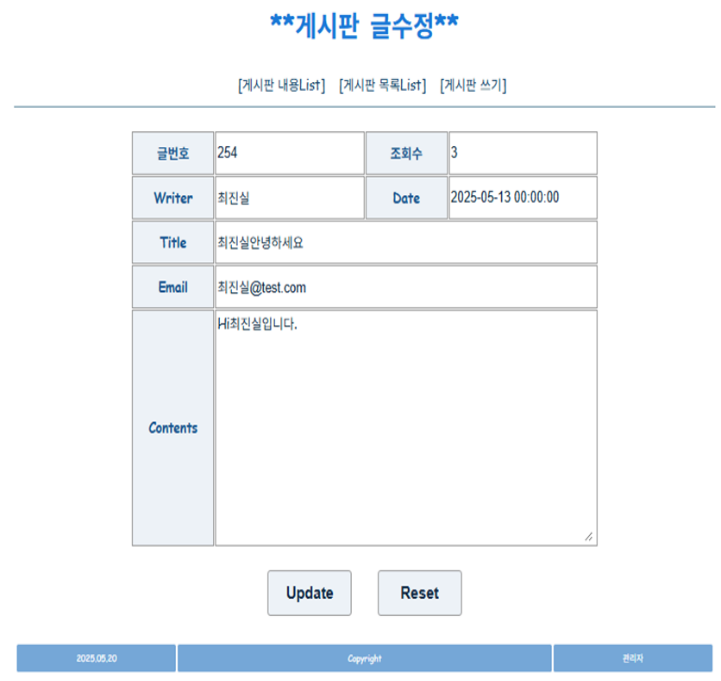 **게시판 글수정**
[게시판 내용List] [게시판 목록List] [게시판 쓰기]
글번호 254 조회수 3
Writer 최진실 Date 2025-05-13 00:00:00
Title 최진실안녕하세요
Email 최진실@test.com
Hi최진실입니다.
Contents
Update Reset
2025.05.20 Copyright 관리자